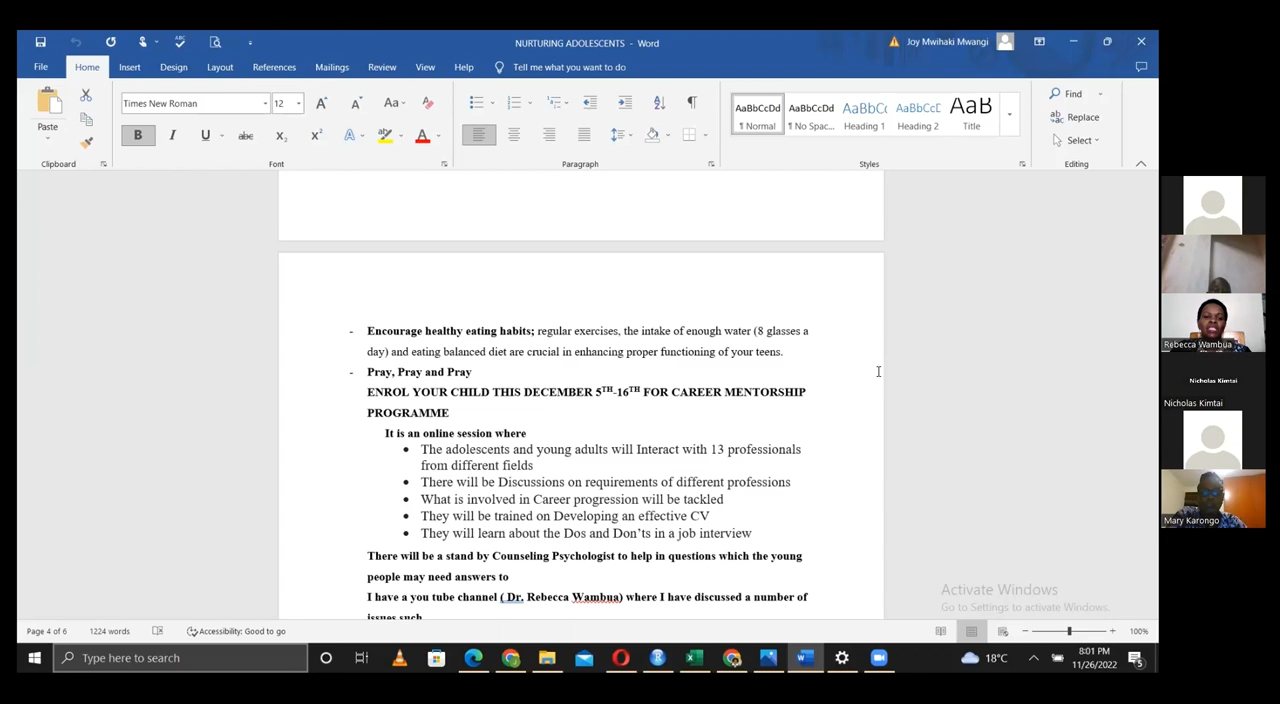 NURTURING ADOLESCENTS - Word
Joy Mwihaki Mwangi
File Home Insert Design Layout References Mailings Review View Help Tell me what you want to do
Times New Roman 12
Paste
Clipboard Font Paragraph Styles Editing
AaBbCcDd AaBbCcDd AaBbCc AaBbCcD AaB
¶ Normal ¶ No Spac... Heading 1 Heading 2 Title
Find
Replace
Select
- Encourage healthy eating habits; regular exercises, the intake of enough water (8 glasses a
day) and eating balanced diet are crucial in enhancing proper functioning of your teens.
- Pray, Pray and Pray
ENROL YOUR CHILD THIS DECEMBER 5TH-16TH FOR CAREER MENTORSHIP
PROGRAMME
It is an online session where
• The adolescents and young adults will Interact with 13 professionals
from different fields
• There will be Discussions on requirements of different professions
• What is involved in Career progression will be tackled
• They will be trained on Developing an effective CV
• They will learn about the Dos and Don'ts in a job interview
There will be a stand by Counseling Psychologist to help in questions which the young
people may need answers to
I have a you tube channel ( Dr. Rebecca Wambua) where I have discussed a number of
issues such
Activate Windows
Go to Settings to activate Windows.
Page 4 of 6 1224 words Accessibility: Good to go 100%
Type here to search
18°C
8:01 PM
11/26/2022
5
Rebecca Wambua
Nicholas Kimtai
Nicholas Kimtai
Mary Karongo